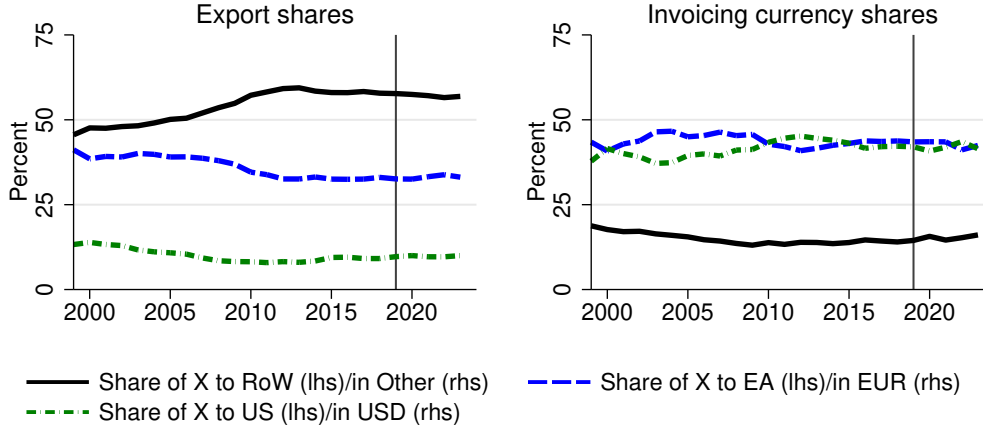 Export shares
Invoicing currency shares
Percent
75
50
25
0
2000 2005 2010 2015 2020
Percent
75
50
25
0
2000 2005 2010 2015 2020
Share of X to RoW (lhs)/in Other (rhs)
Share of X to EA (lhs)/in EUR (rhs)
Share of X to US (lhs)/in USD (rhs)